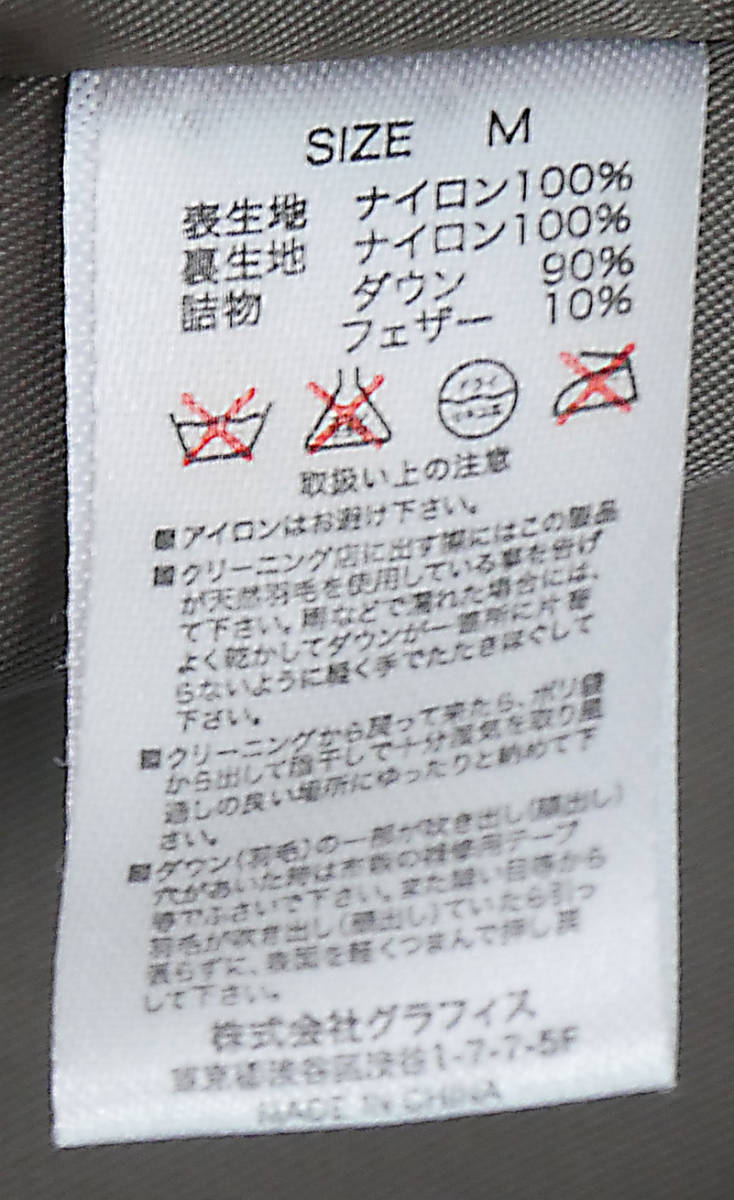 SIZE M
表生地 ナイロン100%
裏生地 ナイロン100%
詰物 ダウン 90%
フェザー 10%
ドライ
セキユ系
取扱い上の注意
■アイロンはお避け下さい。
■クリーニング店に出す際にはこの製品
が天然羽毛を使用している事を告げ
て下さい。雨などで濡れた場合には、
よく乾かしてダウンが一箇所に片寄
らないように軽く手でたたきほぐして
下さい。
■クリーニングから戻って来たら、ポリ袋
から出して陰干しで十分湿気を取り風
通しの良い場所にゆったりと納めて下
さい。
■ダウン(羽毛)の一部が吹き出し(顔出し)
穴があいた時は市販の補修用テープ
等でふさいで下さい。また縫い目等から
羽毛が吹き出し(顔出し)ていたら引っ
張らずに、表面を軽くつまんで押し戻
して下さい。
株式会社グラフィス
東京都渋谷区渋谷1-7-7-5F
MADE IN CHINA